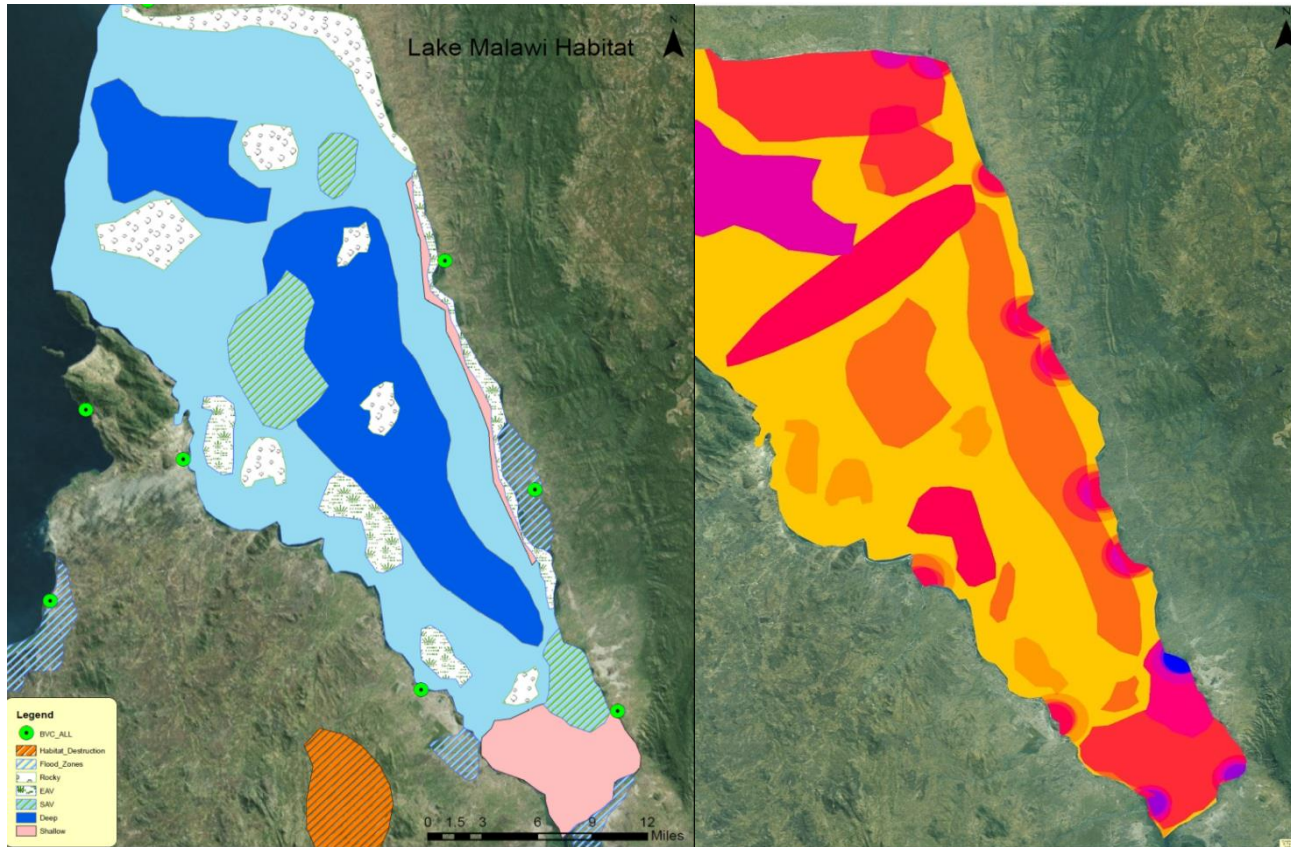 Lake Malawi Habitat
N
N
Legend
BVC_ALL
Habitat_Destruction
Flood_Zones
Rocky
EAV
SAV
Deep
Shallow
0 1.5 3 6 9 12
Miles